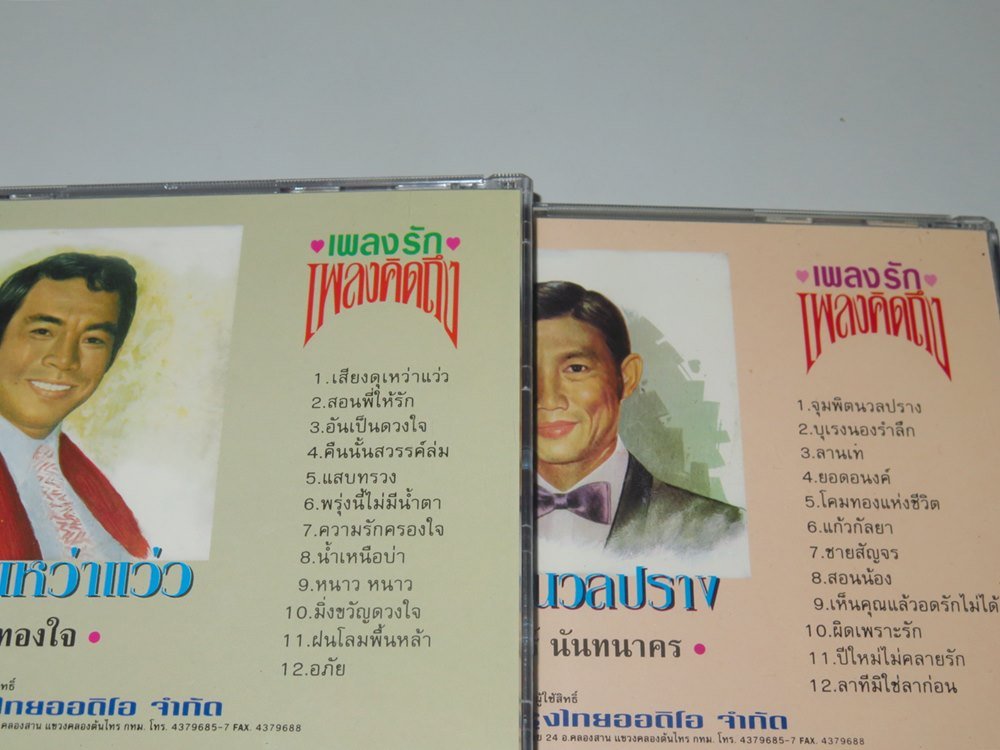 เพลงรัก
เพลงคิดถึง
1.เสียงดุเหว่าแว่ว
2.สอนพี่ให้รัก
3.อันเป็นดวงใจ
4.คืนนั้นสวรรค์ล่ม
5.แสบทรวง
6.พรุ่งนี้ไม่มีน้ำตา
7.ความรักครองใจ
8.น้ำเหนือบ่า
9.หนาว หนาว
10.มิ่งขวัญดวงใจ
11.ฝนโลมพื้นหล้า
12.อภัย
เหว่าแว่ว
ทองใจ
ไทยออดิโอ จำกัด
คลองสาน แขวงคลองต้นไทร กทม. โทร. 4379685-7 FAX. 4379688
เพลงรัก
เพลงคิดถึง
1.จุมพิตนวลปราง
2.บุเรงนองรำลึก
3.ลานเท
4.ยอดอนงค์
5.โคมทองแห่งชีวิต
6.แก้วกัลยา
7.ชายสัญจร
8.สอนน้อง
9.เห็นคุณแล้วอดรักไม่ได้
10.ผิดเพราะรัก
11.ปีใหม่ไม่คลายรัก
12.ลาทีมิใช่ลาก่อน
นวลปราง
นันทนาคร
ผู้ใช้สิทธิ์
กรุงไทยออดิโอ จำกัด
24 อ.คลองสาน แขวงคลองต้นไทร กทม. โทร. 4379685-7 FAX. 4379688